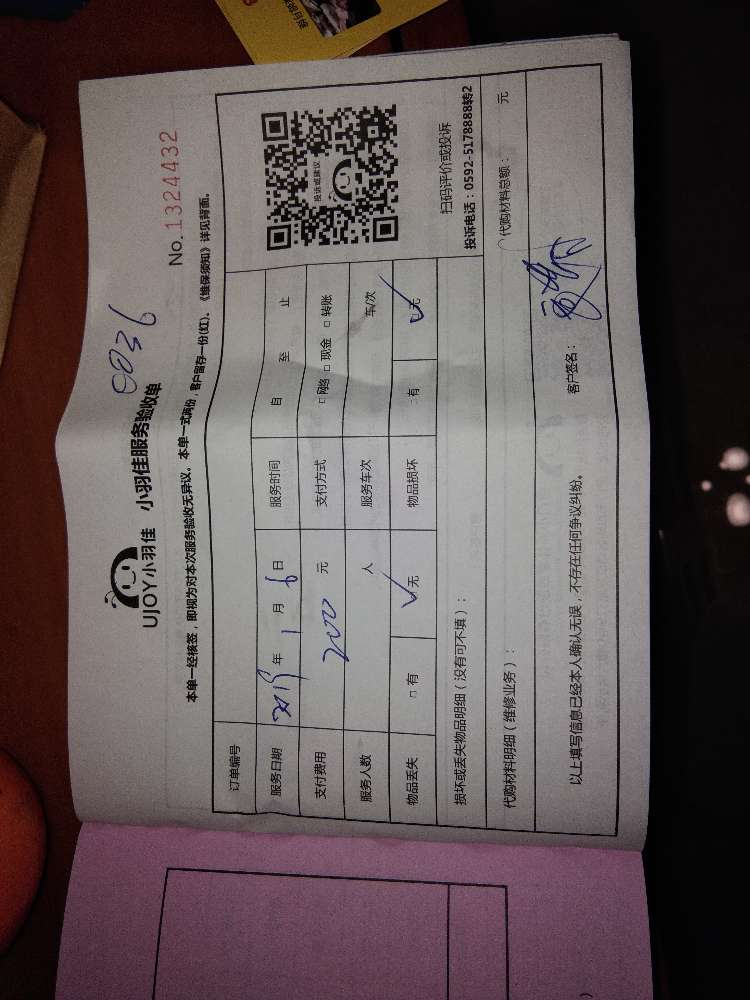 0036
UJOY小羽佳 小羽佳服务验收单
No.1324432
本单一经核签，即视为对本次服务验收无异议。本单一式两份，客户留存一份(红)。《维保须知》详见背面。
订单编号
服务日期 年 1 月 9 日 服务时间 自 至 止
支付费用 200 元 支付方式 □ 网络 □ 现金 □ 转账
服务人数 人 服务车次 车/次
物品丢失 □ 有 ✓无 物品损坏 □ 有 ✓无
投诉或建议
扫码评价或投诉
投诉电话：0592-5178888转2
损坏或丢失物品明细（没有可不填）：
代购材料明细（维修业务）： 代购材料总额： 元
以上填写信息已经本人确认无误，不存在任何争议纠纷。 客户签名：